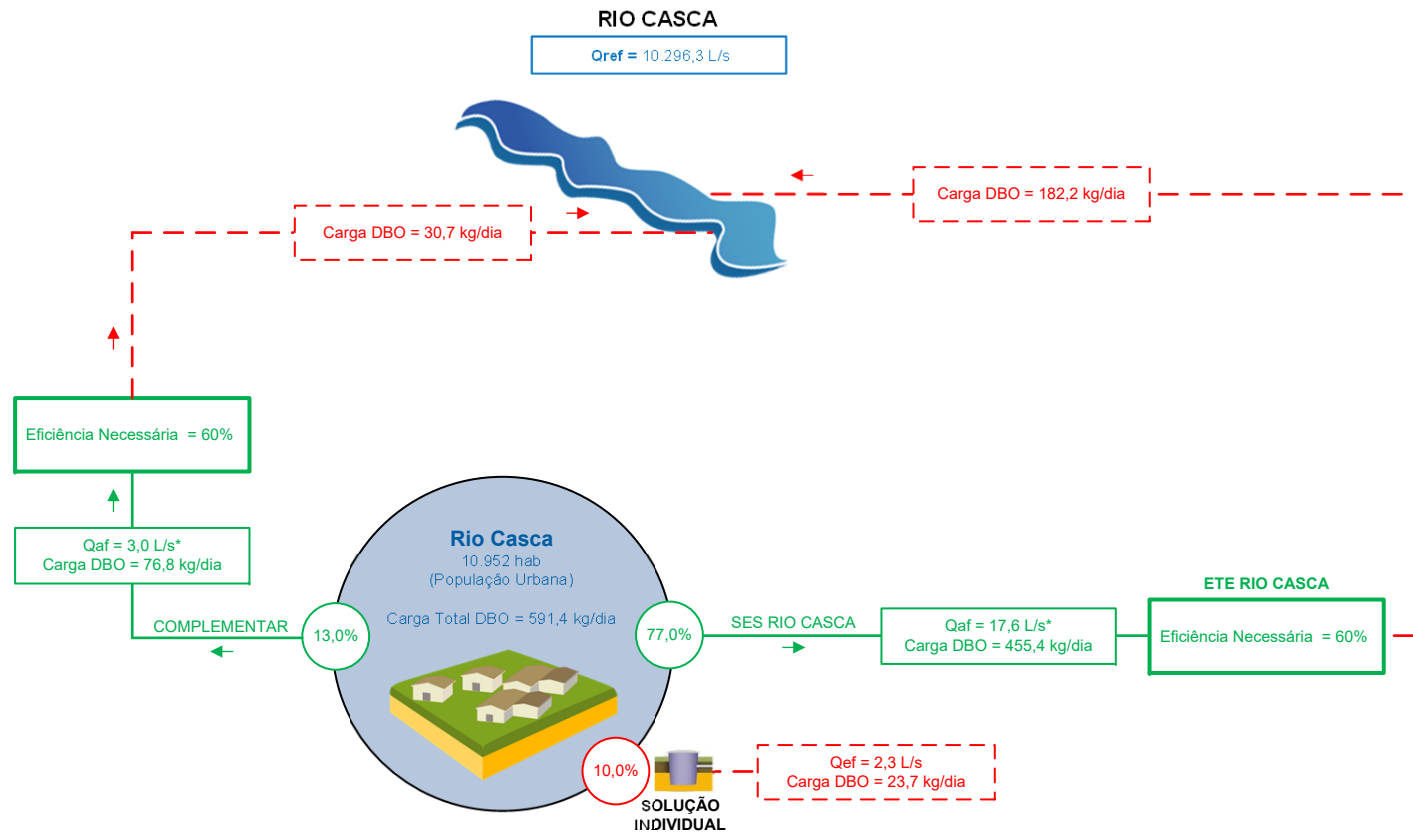 RIO CASCA
Qref = 10.296,3 L/s
Carga DBO = 182,2 kg/dia
Carga DBO = 30,7 kg/dia
Eficiência Necessária = 60%
Qaf = 3,0 L/s*
Carga DBO = 76,8 kg/dia
COMPLEMENTAR
13,0%
Rio Casca
10.952 hab
(População Urbana)
Carga Total DBO = 591,4 kg/dia
77,0%
SES RIO CASCA
Qaf = 17,6 L/s*
Carga DBO = 455,4 kg/dia
ETE RIO CASCA
Eficiência Necessária = 60%
10,0%
SOLUÇÃO
INDIVIDUAL
Qef = 2,3 L/s
Carga DBO = 23,7 kg/dia